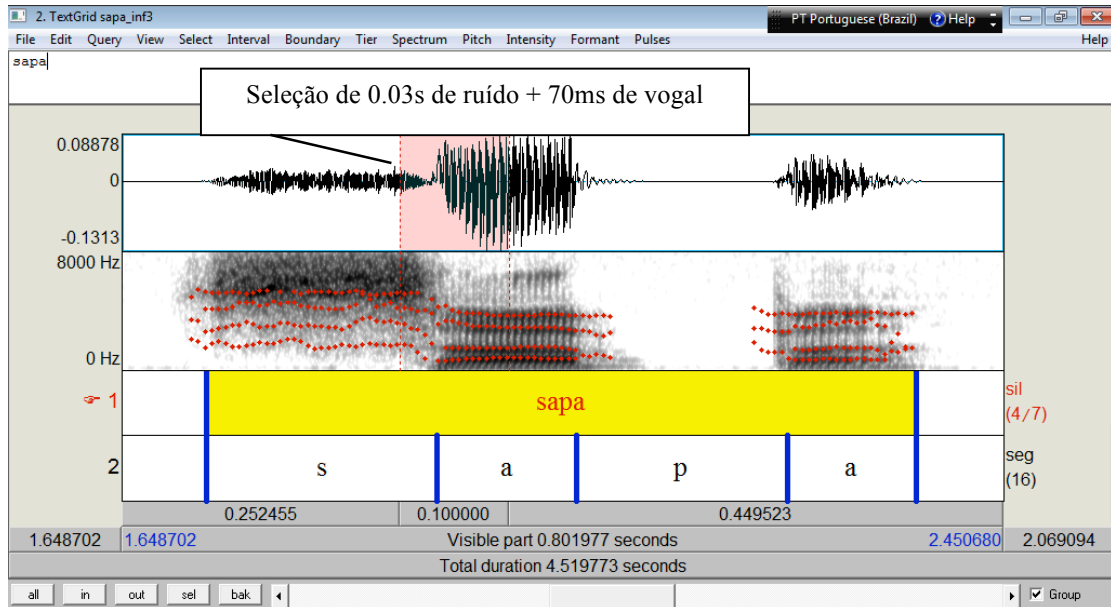 2. TextGrid sapa_inf3
PT Portuguese (Brazil) Help
File Edit Query View Select Interval Boundary Tier Spectrum Pitch Intensity Formant Pulses Help
sapa
Seleção de 0.03s de ruído + 70ms de vogal
0.08878
0
-0.1313
8000 Hz
0 Hz
1 sapa sil
(4/7)
2 s a p a seg
(16)
0.252455 0.100000 0.449523
1.648702 1.648702 Visible part 0.801977 seconds 2.450680 2.069094
Total duration 4.519773 seconds
all in out sel bak Group